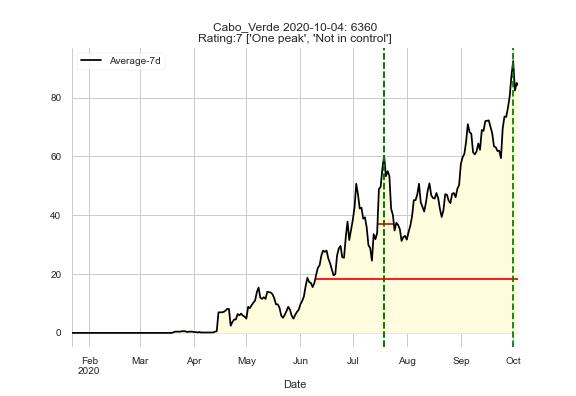 Cabo_Verde 2020-10-04: 6360
Rating:7 ['One peak', 'Not in control']
Average-7d
80
60
40
20
0
Feb
2020
Mar
Apr
May
Jun
Jul
Aug
Sep
Oct
Date